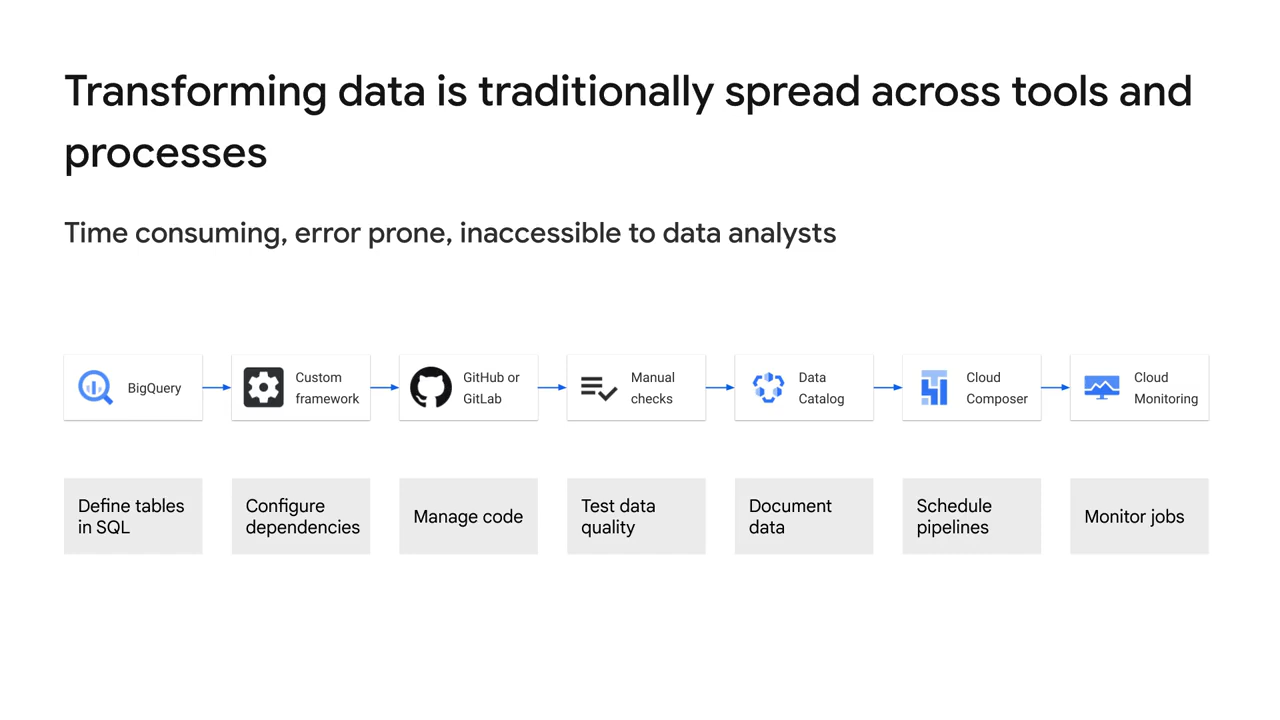 Transforming data is traditionally spread across tools and
processes
Time consuming, error prone, inaccessible to data analysts
BigQuery
Custom
framework
GitHub or
GitLab
Manual
checks
Data
Catalog
Cloud
Composer
Cloud
Monitoring
Define tables
in SQL
Configure
dependencies
Manage code
Test data
quality
Document
data
Schedule
pipelines
Monitor jobs